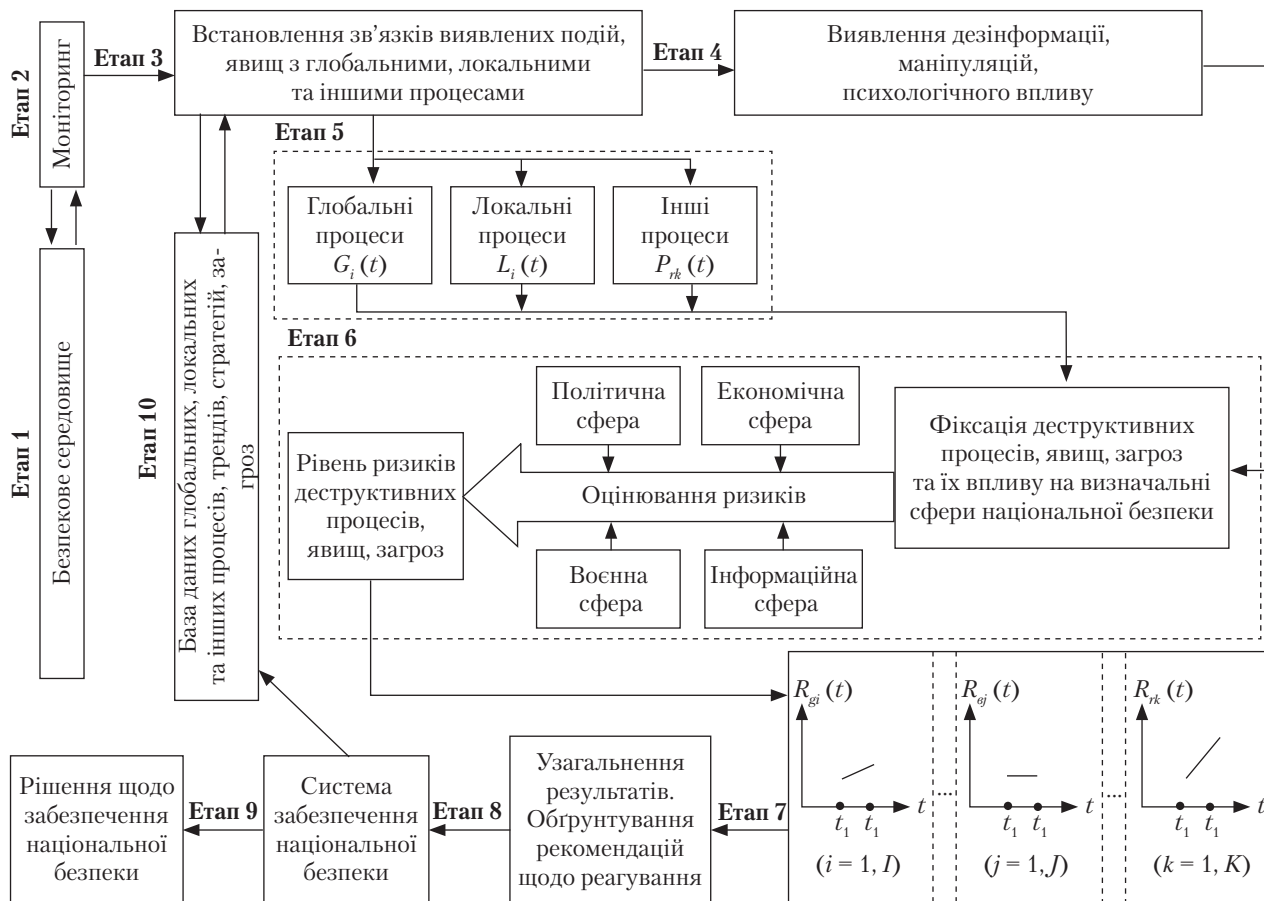 Етап 2
Моніторинг
Етап 3
Встановлення зв’язків виявлених подій,
явищ з глобальними, локальними
та іншими процесами
Етап 4
Виявлення дезінформації,
маніпуляцій,
психологічного впливу
Етап 1
Безпекове середовище
Етап 10
База даних глобальних, локальних
та інших процесів, трендів, стратегій, за-
гроз
Етап 5
Глобальні
процеси
G_i (t)
Локальні
процеси
L_i (t)
Інші
процеси
P_rk (t)
Етап 6
Політична
сфера
Економічна
сфера
Рівень ризиків
деструктивних
процесів,
явищ, загроз
Оцінювання ризиків
Фіксація деструктивних
процесів, явищ, загроз
та їх впливу на визначальні
сфери національної безпеки
Воєнна
сфера
Інформаційна
сфера
R_gi (t)
t_1 t_1 t
(i = 1, I)
...
R_вj (t)
t_1 t_1 t
(j = 1, J)
...
R_rk (t)
t_1 t_1 t
(k = 1, K)
Етап 7
Узагальнення
результатів.
Обґрунтування
рекомендацій
щодо реагування
Етап 8
Система
забезпечення
національної
безпеки
Етап 9
Рішення щодо
забезпечення
національної
безпеки